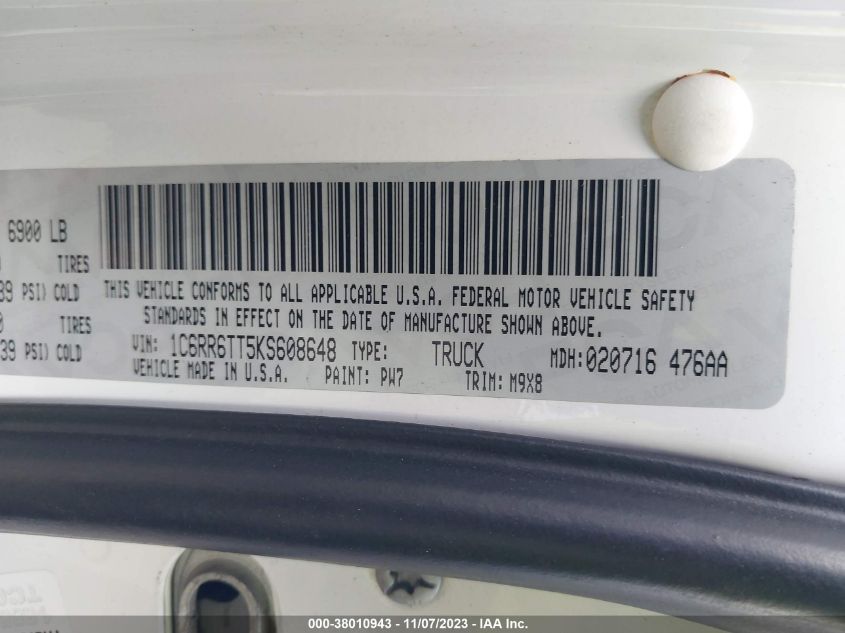 6900 LB
TIRES
39 PSI) COLD
TIRES
39 PSI) COLD
THIS VEHICLE CONFORMS TO ALL APPLICABLE U.S.A. FEDERAL MOTOR VEHICLE SAFETY
STANDARDS IN EFFECT ON THE DATE OF MANUFACTURE SHOWN ABOVE.
VIN: 1C6RR6TT5KS608648 TYPE: TRUCK MDH:020716 476AA
VEHICLE MADE IN U.S.A. PAINT: PW7 TRIM: M9X8
000-38010943 - 11/07/2023 - IAA Inc.